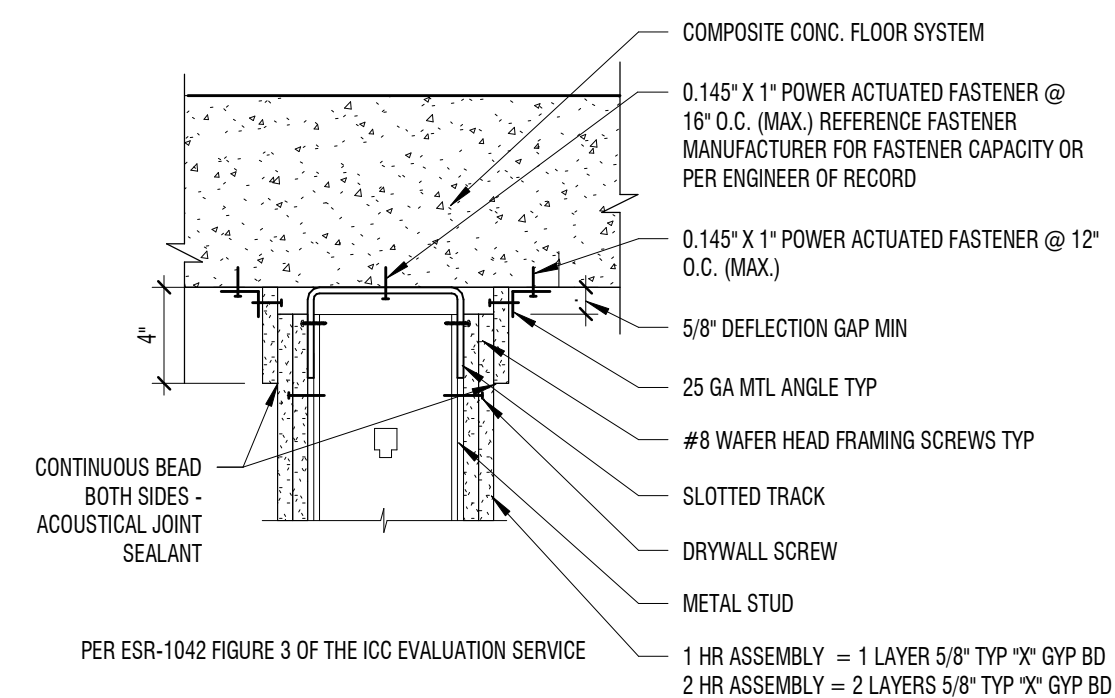 COMPOSITE CONC. FLOOR SYSTEM
0.145" X 1" POWER ACTUATED FASTENER @
16" O.C. (MAX.) REFERENCE FASTENER
MANUFACTURER FOR FASTENER CAPACITY OR
PER ENGINEER OF RECORD
0.145" X 1" POWER ACTUATED FASTENER @ 12"
O.C. (MAX.)
5/8" DEFLECTION GAP MIN
25 GA MTL ANGLE TYP
#8 WAFER HEAD FRAMING SCREWS TYP
SLOTTED TRACK
DRYWALL SCREW
METAL STUD
1 HR ASSEMBLY = 1 LAYER 5/8" TYP "X" GYP BD
2 HR ASSEMBLY = 2 LAYERS 5/8" TYP "X" GYP BD
4"
CONTINUOUS BEAD
BOTH SIDES -
ACOUSTICAL JOINT
SEALANT
PER ESR-1042 FIGURE 3 OF THE ICC EVALUATION SERVICE